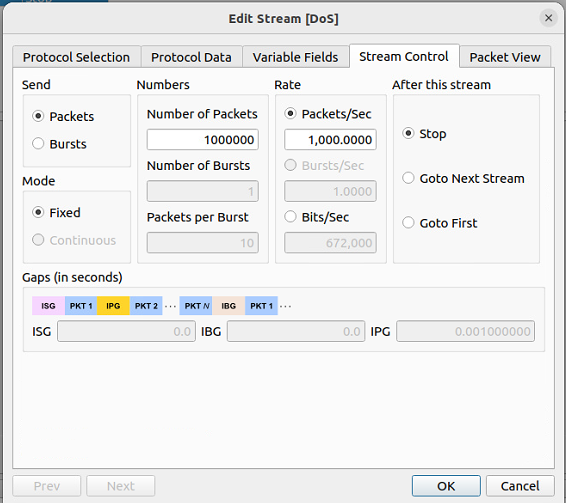 Edit Stream [DoS]
Protocol Selection Protocol Data Variable Fields Stream Control Packet View
Send Numbers Rate After this stream
Packets Number of Packets Packets/Sec
1000000 1,000.0000 Stop
Bursts Number of Bursts Bursts/Sec
1 1.0000 Goto Next Stream
Mode
Fixed Packets per Burst Bits/Sec Goto First
Continuous 10 672,000
Gaps (in seconds)
ISG PKT 1 IPG PKT 2 ··· PKT N IBG PKT 1 ···
ISG 0.0 IBG 0.0 IPG 0.001000000
Prev Next OK Cancel